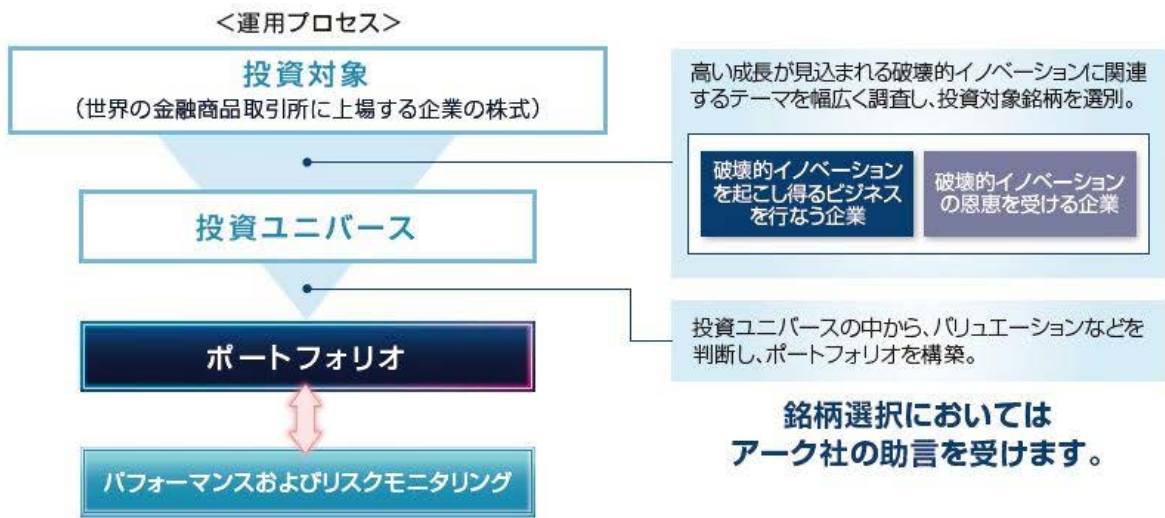 ＜運用プロセス＞
投資対象
（世界の金融商品取引所に上場する企業の株式）
投資ユニバース
ポートフォリオ
パフォーマンスおよびリスクモニタリング
高い成長が見込まれる破壊的イノベーションに関連
するテーマを幅広く調査し、投資対象銘柄を選別。
破壊的イノベーション
を起こし得るビジネス
を行なう企業
破壊的イノベーション
の恩恵を受ける企業
投資ユニバースの中から、バリュエーションなどを
判断し、ポートフォリオを構築。
銘柄選択においては
アーク社の助言を受けます。